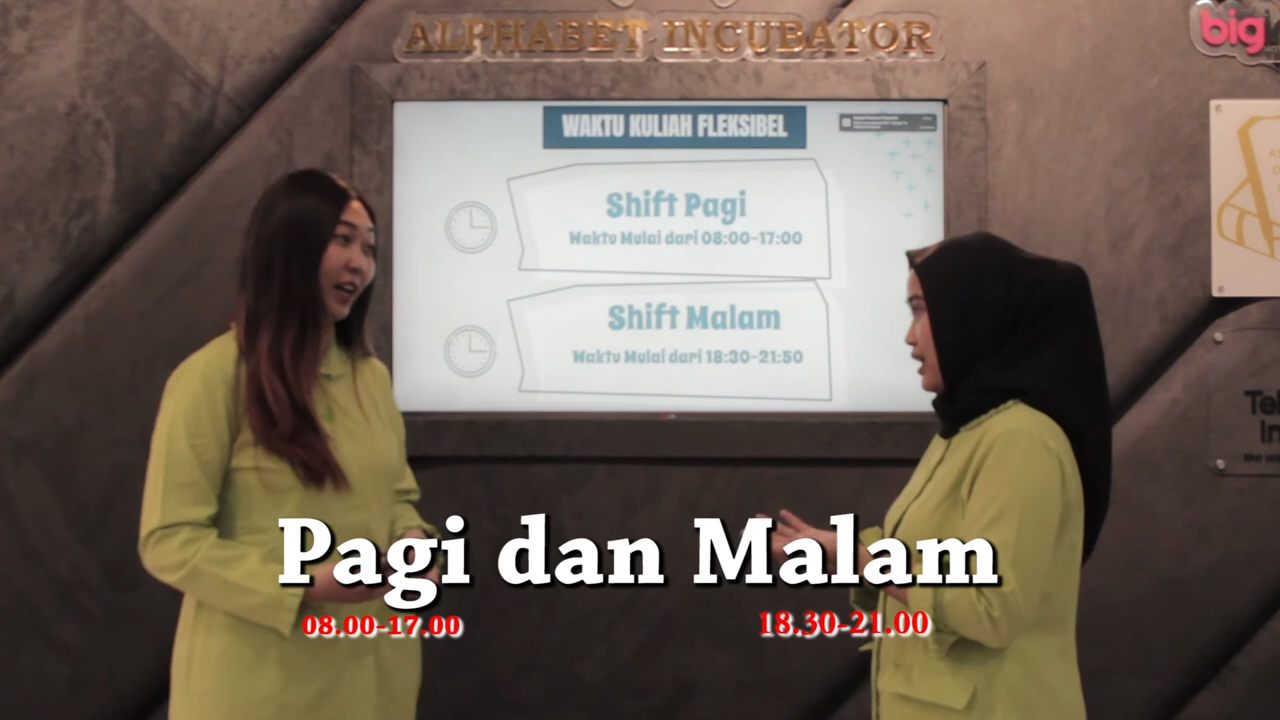 ALPHABET INCUBATOR
big
WAKTU KULIAH FLEKSIBEL
Shift Pagi
Waktu Mulai dari 08:00-17:00
Shift Malam
Waktu Mulai dari 18:30-21:50
Pagi dan Malam
08.00-17.00
18.30-21.00